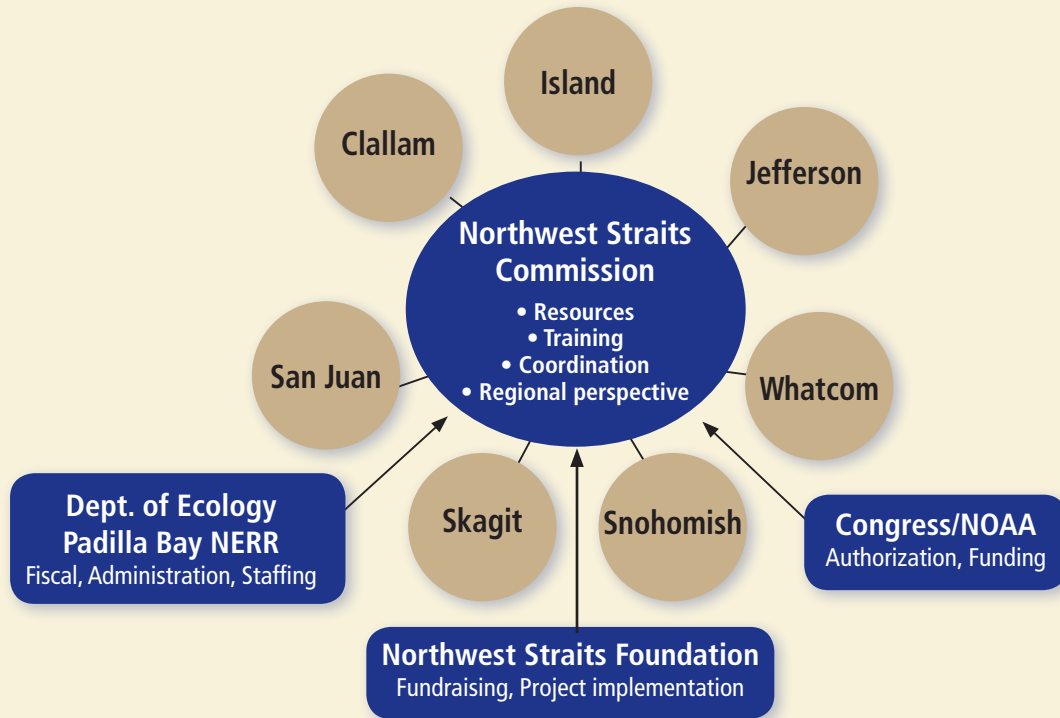 Island
Clallam
Jefferson
Northwest Straits
Commission
• Resources
• Training
• Coordination
• Regional perspective
San Juan
Whatcom
Skagit
Snohomish
Dept. of Ecology
Padilla Bay NERR
Fiscal, Administration, Staffing
Congress/NOAA
Authorization, Funding
Northwest Straits Foundation
Fundraising, Project implementation